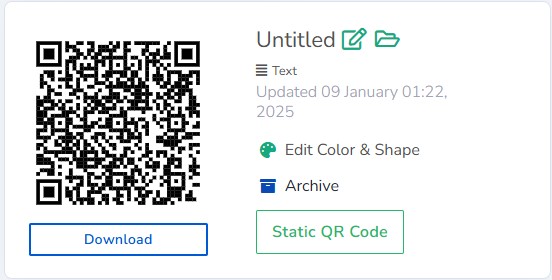 Untitled
Text
Updated 09 January 01:22,
2025
Edit Color & Shape
Archive
Static QR Code
Download